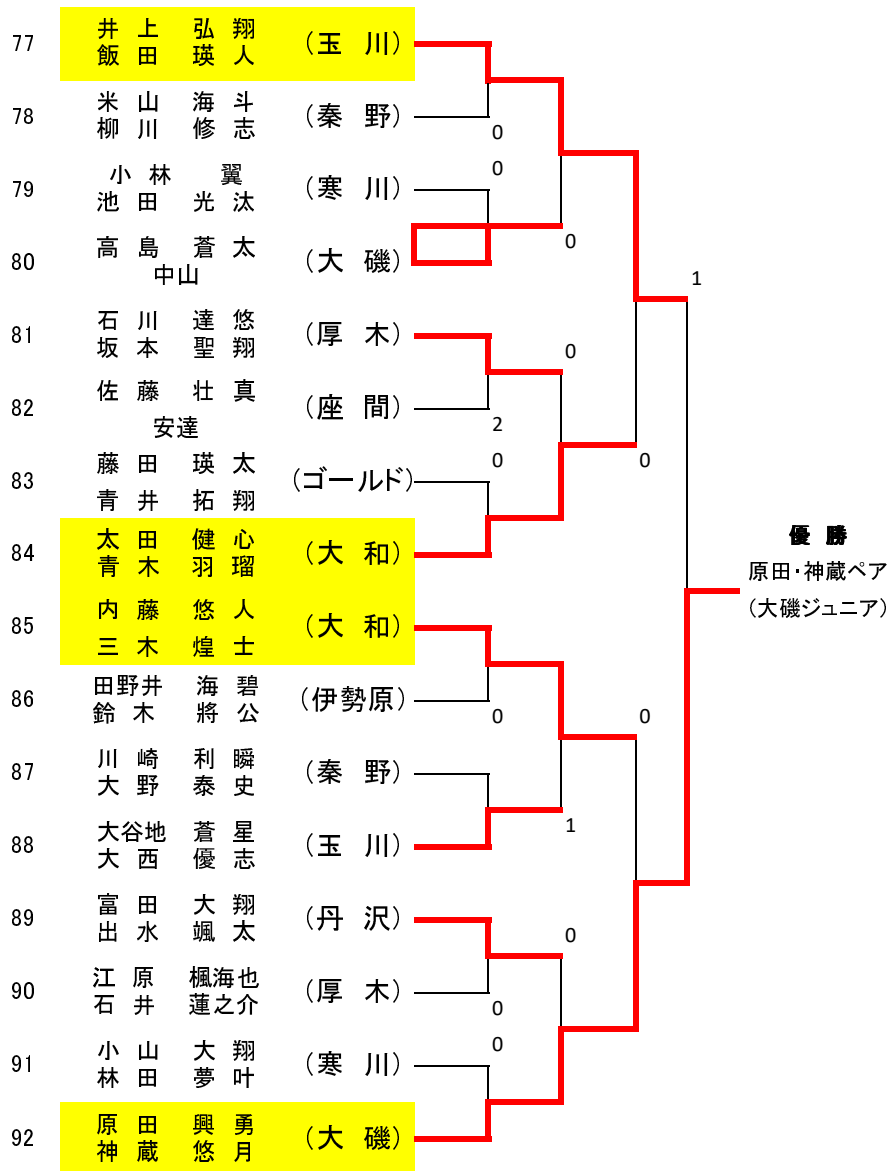 77 井上 弘翔 (玉川)
飯田 瑛人
78 米山 海斗 (秦野)
柳川 修志
0
0
79 小林 翼 (寒川)
池田 光汰
0
80 高島 蒼太 (大磯)
中山
1
81 石川 達悠 (厚木)
坂本 聖翔
0
82 佐藤 壮真 (座間)
安達
2
0
0
83 藤田 瑛太 (ゴールド)
青井 拓翔
84 太田 健心 (大和)
青木 羽瑠
優勝
原田・神蔵ペア
(大磯ジュニア)
85 内藤 悠人 (大和)
三木 煌士
86 田野井 海碧 (伊勢原)
鈴木 將公
0
0
87 川崎 利瞬 (秦野)
大野 泰史
1
88 大谷地 蒼星 (玉川)
大西 優志
89 富田 大翔 (丹沢)
出水 颯太
0
90 江原 楓海也 (厚木)
石井 蓮之介
0
0
91 小山 大翔 (寒川)
林田 夢叶
92 原田 興勇 (大磯)
神蔵 悠月